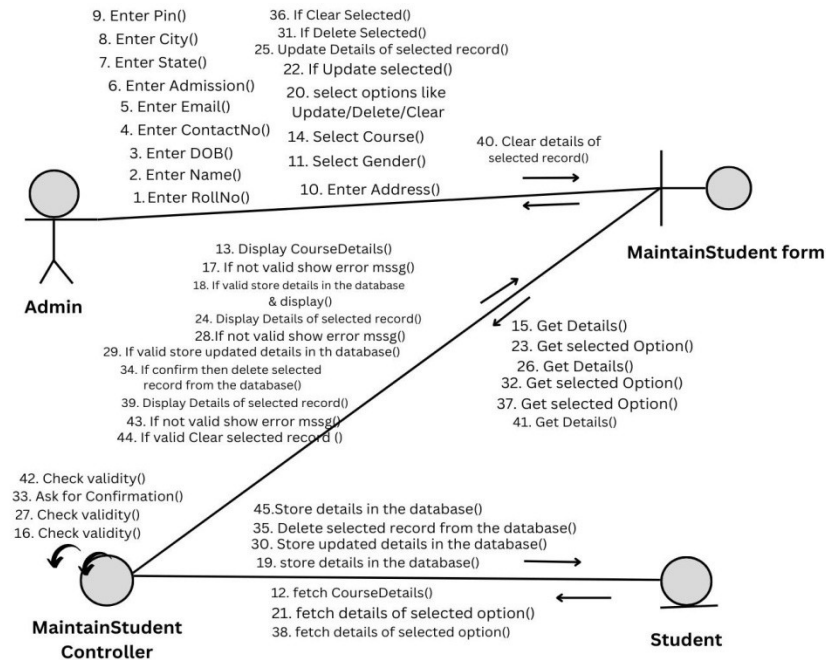 9. Enter Pin()
8. Enter City()
7. Enter State()
6. Enter Admission()
5. Enter Email()
4. Enter ContactNo()
3. Enter DOB()
2. Enter Name()
1. Enter RollNo()
36. If Clear Selected()
31. If Delete Selected()
25. Update Details of selected record()
22. If Update selected()
20. select options like
Update/Delete/Clear
14. Select Course()
11. Select Gender()
10. Enter Address()
40. Clear details of
selected record()
Admin
MaintainStudent form
13. Display CourseDetails()
17. If not valid show error mssg()
18. If valid store details in the database
& display()
24. Display Details of selected record()
28.If not valid show error mssg()
29. If valid store updated details in th database()
34. If confirm then delete selected
record from the database()
39. Display Details of selected record()
43. If not valid show error mssg()
44. If valid Clear selected record ()
15. Get Details()
23. Get selected Option()
26. Get Details()
32. Get selected Option()
37. Get selected Option()
41. Get Details()
42. Check validity()
33. Ask for Confirmation()
27. Check validity()
16. Check validity()
45.Store details in the database()
35. Delete selected record from the database()
30. Store updated details in the database()
19. store details in the database()
12. fetch CourseDetails()
21. fetch details of selected option()
38. fetch details of selected option()
MaintainStudent
Controller
Student